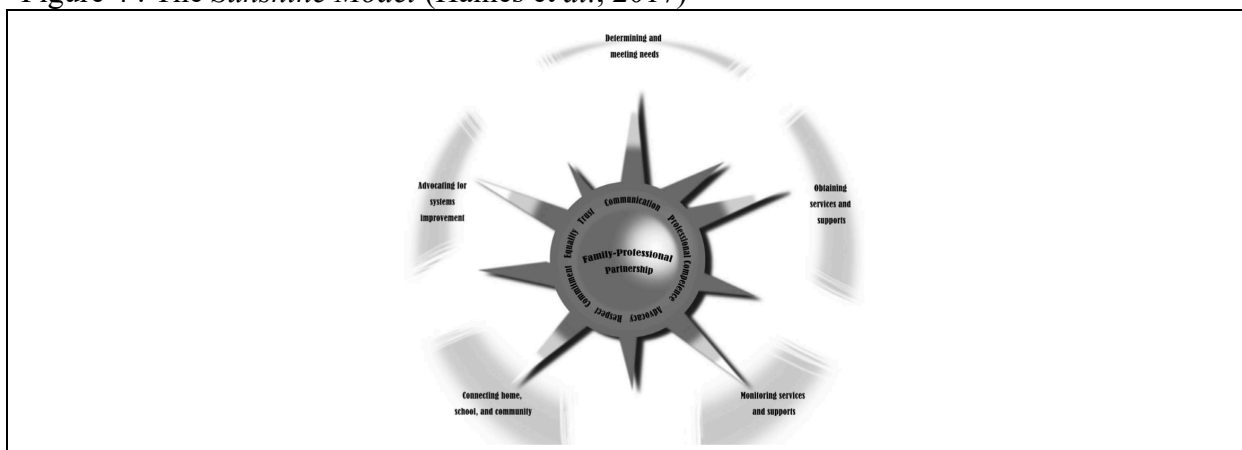 Figure 4 : The Sunshine Model (Haines et al., 2017)
Determining and
meeting needs
Advocating for
systems
improvement
Obtaining
services and
supports
Trust
Communication
Professional Competence
Equality
Commitment
Respect
Advocacy
Family-Professional
Partnership
Connecting home,
school, and community
Monitoring services
and supports